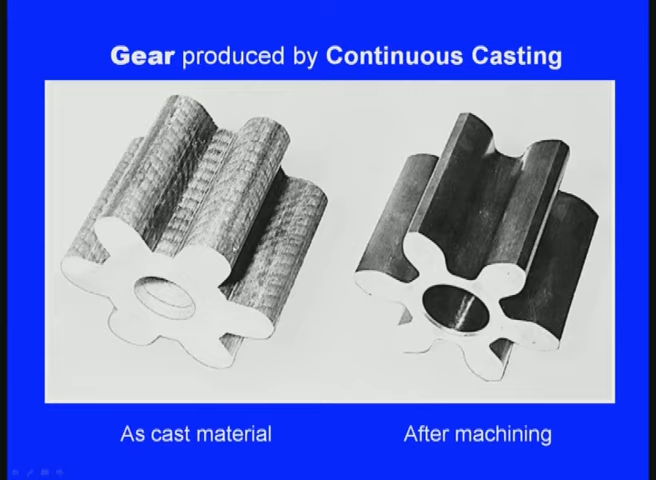 Gear produced by Continuous Casting
As cast material
After machining